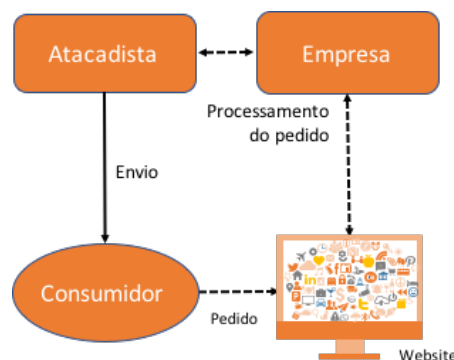 Atacadista
Empresa
Processamento
do pedido
Envio
Consumidor
Pedido
Website